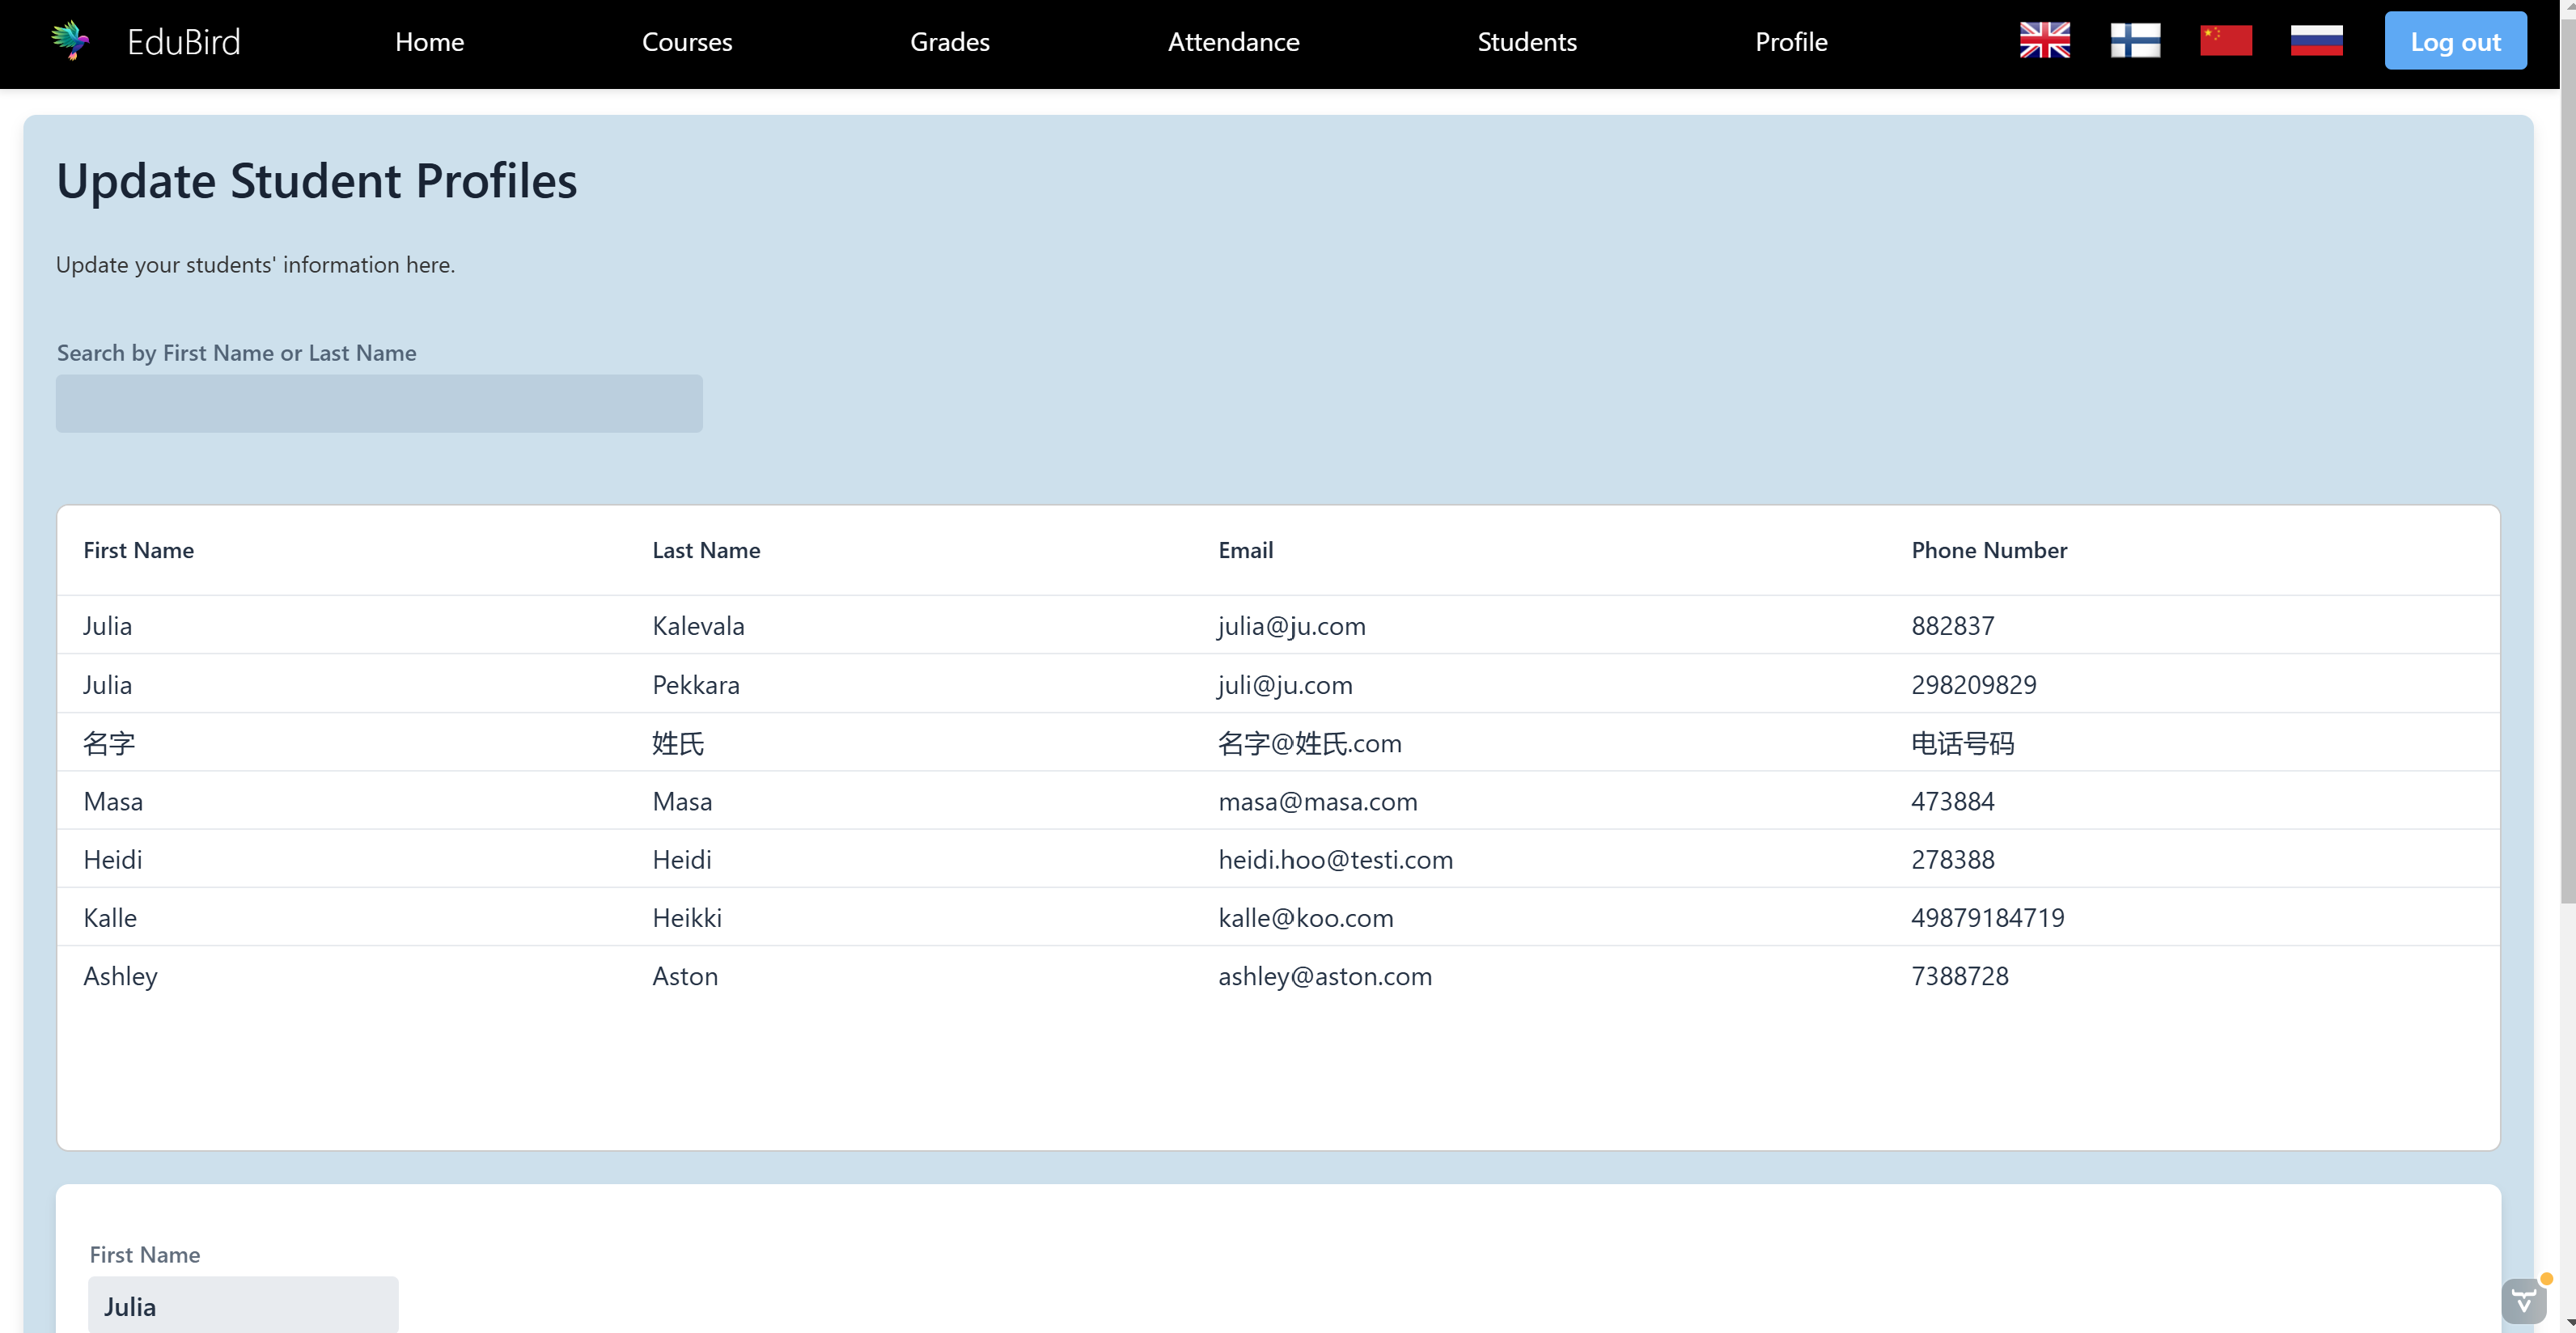 EduBird Home Courses Grades Attendance Students Profile Log out
Update Student Profiles
Update your students' information here.
Search by First Name or Last Name
First Name Last Name Email Phone Number
Julia Kalevala julia@ju.com 882837
Julia Pekkara juli@ju.com 298209829
名字 姓氏 名字@姓氏.com 电话号码
Masa Masa masa@masa.com 473884
Heidi Heidi heidi.hoo@testi.com 278388
Kalle Heikki kalle@koo.com 49879184719
Ashley Aston ashley@aston.com 7388728
First Name
Julia